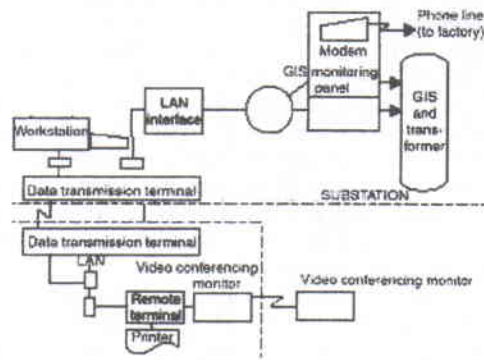 Phone line
(to factory)
Modem
GIS monitoring
panel
LAN
interface
GIS
and
trans-
former
Workstation
Data transmission terminal
SUBSTATION
Data transmission terminal
LAN
Video conferencing
monitor
Video conferencing monitor
Remote
terminal
Printer